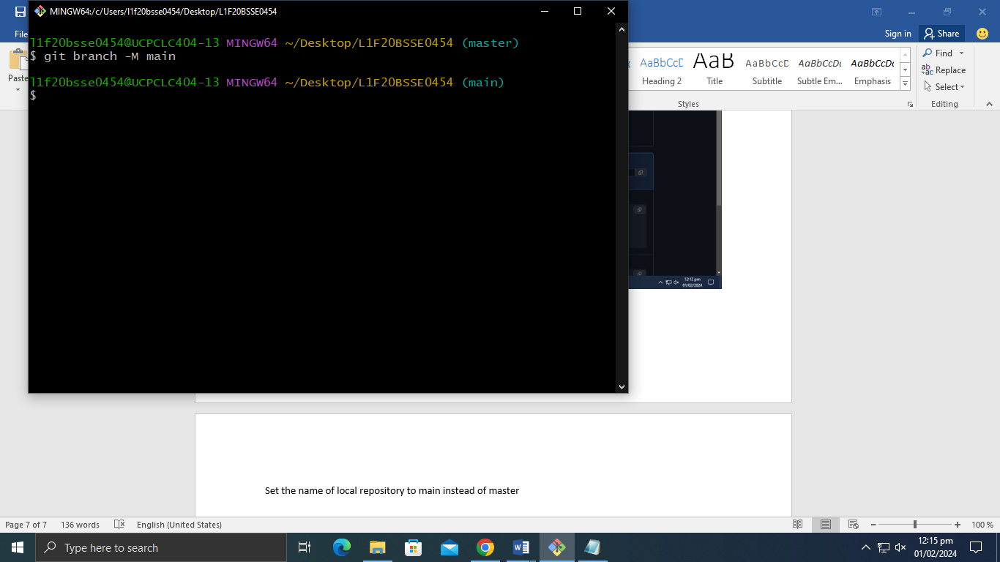 MINGW64:/c/Users/l1f20bsse0454/Desktop/L1F20BSSE0454
l1f20bsse0454@UCPCLC404-13 MINGW64 ~/Desktop/L1F20BSSE0454 (master)
$ git branch -M main
l1f20bsse0454@UCPCLC404-13 MINGW64 ~/Desktop/L1F20BSSE0454 (main)
$
File
Sign in
Share
Paste
AaBbCcD
AaB
AaBbCcD
AaBbCcDc
AaBbCcDc
Heading 2
Title
Subtitle
Subtle Em...
Emphasis
Styles
Find
Replace
Select
Editing
12:12 pm
01/02/2024
Set the name of local repository to main instead of master
Page 7 of 7
136 words
English (United States)
100 %
Type here to search
12:15 pm
01/02/2024